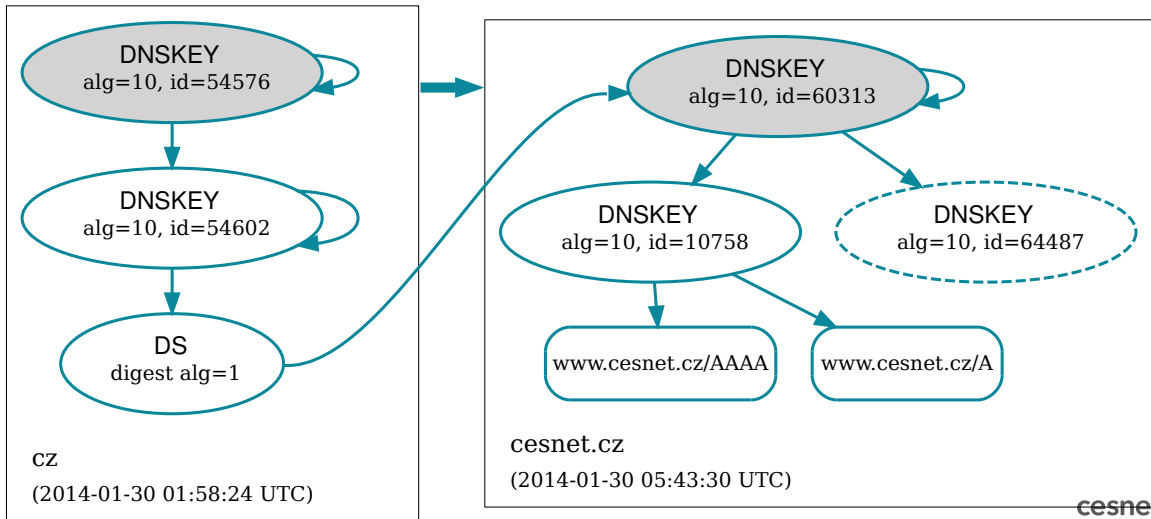 DNSKEY
alg=10, id=54576
DNSKEY
alg=10, id=54602
DS
digest alg=1
cz
(2014-01-30 01:58:24 UTC)
DNSKEY
alg=10, id=60313
DNSKEY
alg=10, id=10758
DNSKEY
alg=10, id=64487
www.cesnet.cz/AAAA
www.cesnet.cz/A
cesnet.cz
(2014-01-30 05:43:30 UTC)
cesne